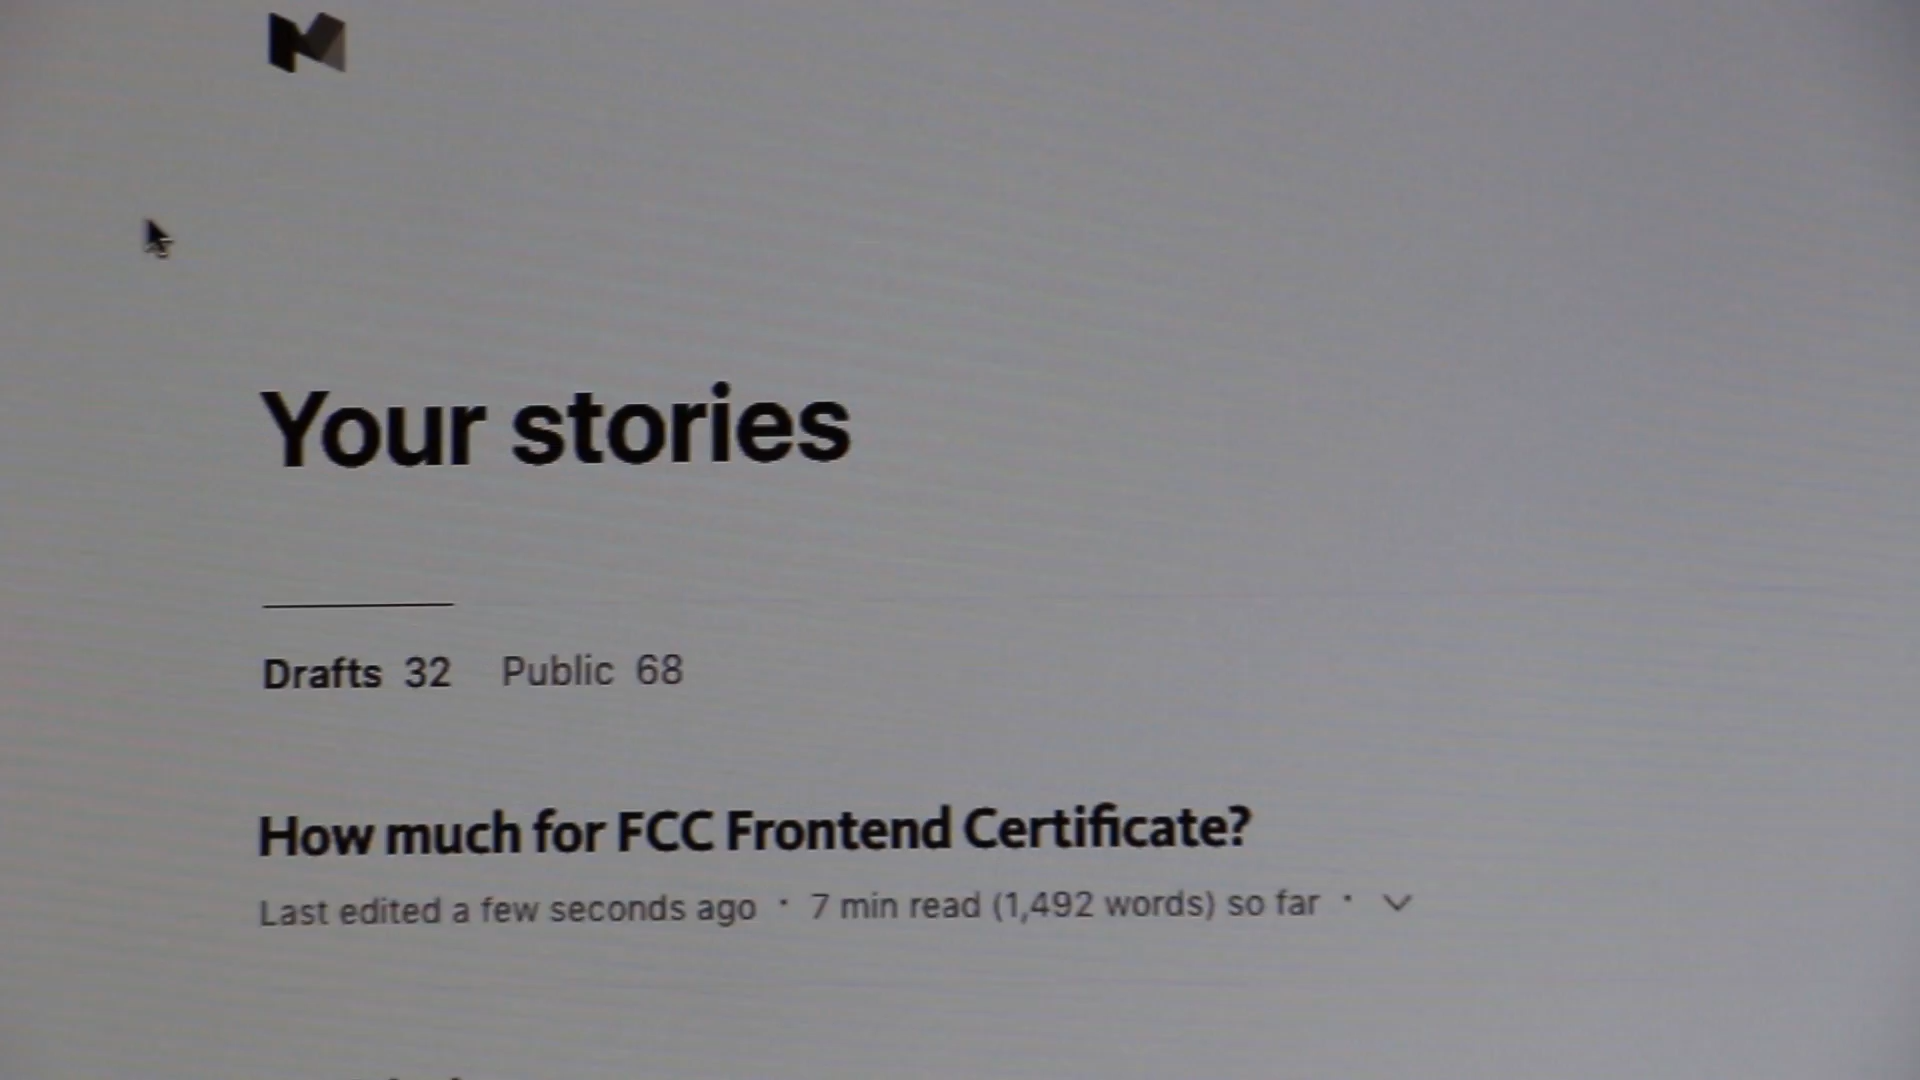 Your stories
Drafts 32 Public 68
How much for FCC Frontend Certificate?
Last edited a few seconds ago · 7 min read (1,492 words) so far ·